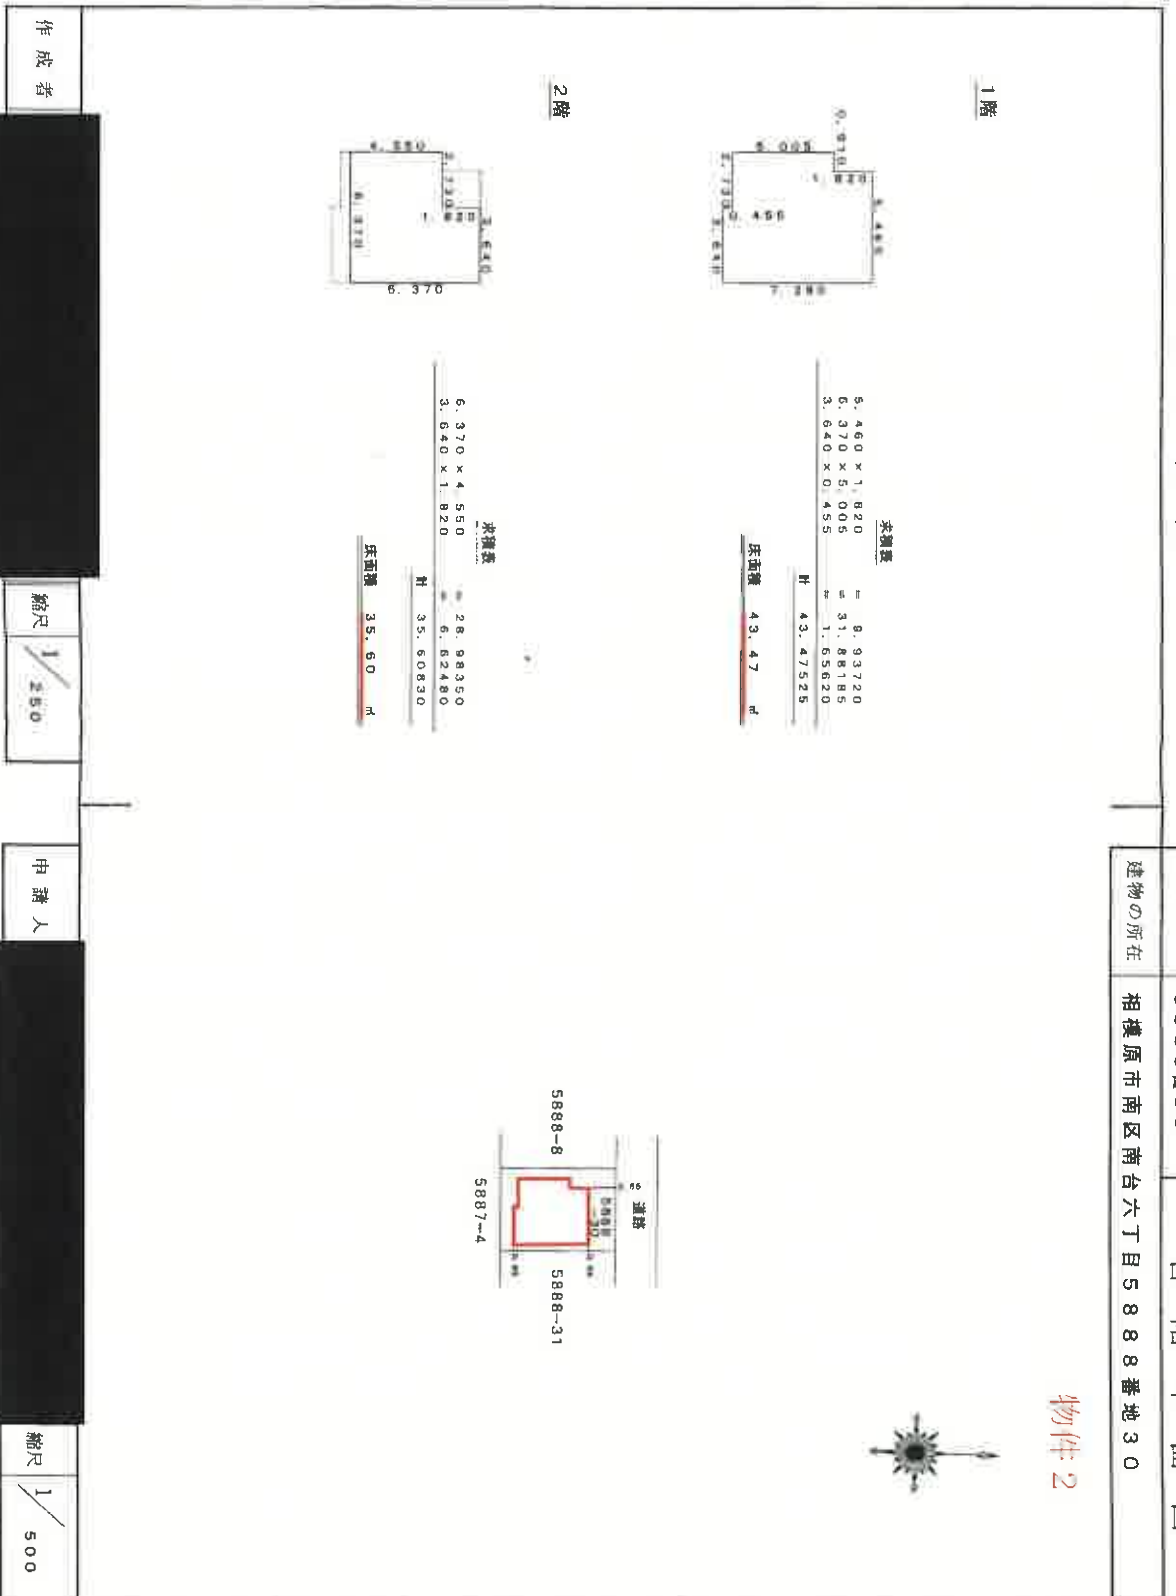 建物の所在 相模原市南区南台六丁目5888番地30
物件 2
1階
0.910
1.820
5.460
5.005
2.730
0.455
3.640
7.280
求積表
5.460×1.820 = 9.93720
6.370×5.005 = 31.88185
3.640×0.455 = 1.65620
計 43.47525
床面積 43.47 ㎡
2階
4.550
2.730
1.820
3.640
6.370
6.370
求積表
6.370×4.550 = 28.98350
3.640×1.820 = 6.62480
計 35.60830
床面積 35.60 ㎡
道路
5888
-30
5888-8
5888-31
5887-4
作成者
縮尺 1/250
申請人
縮尺 1/500